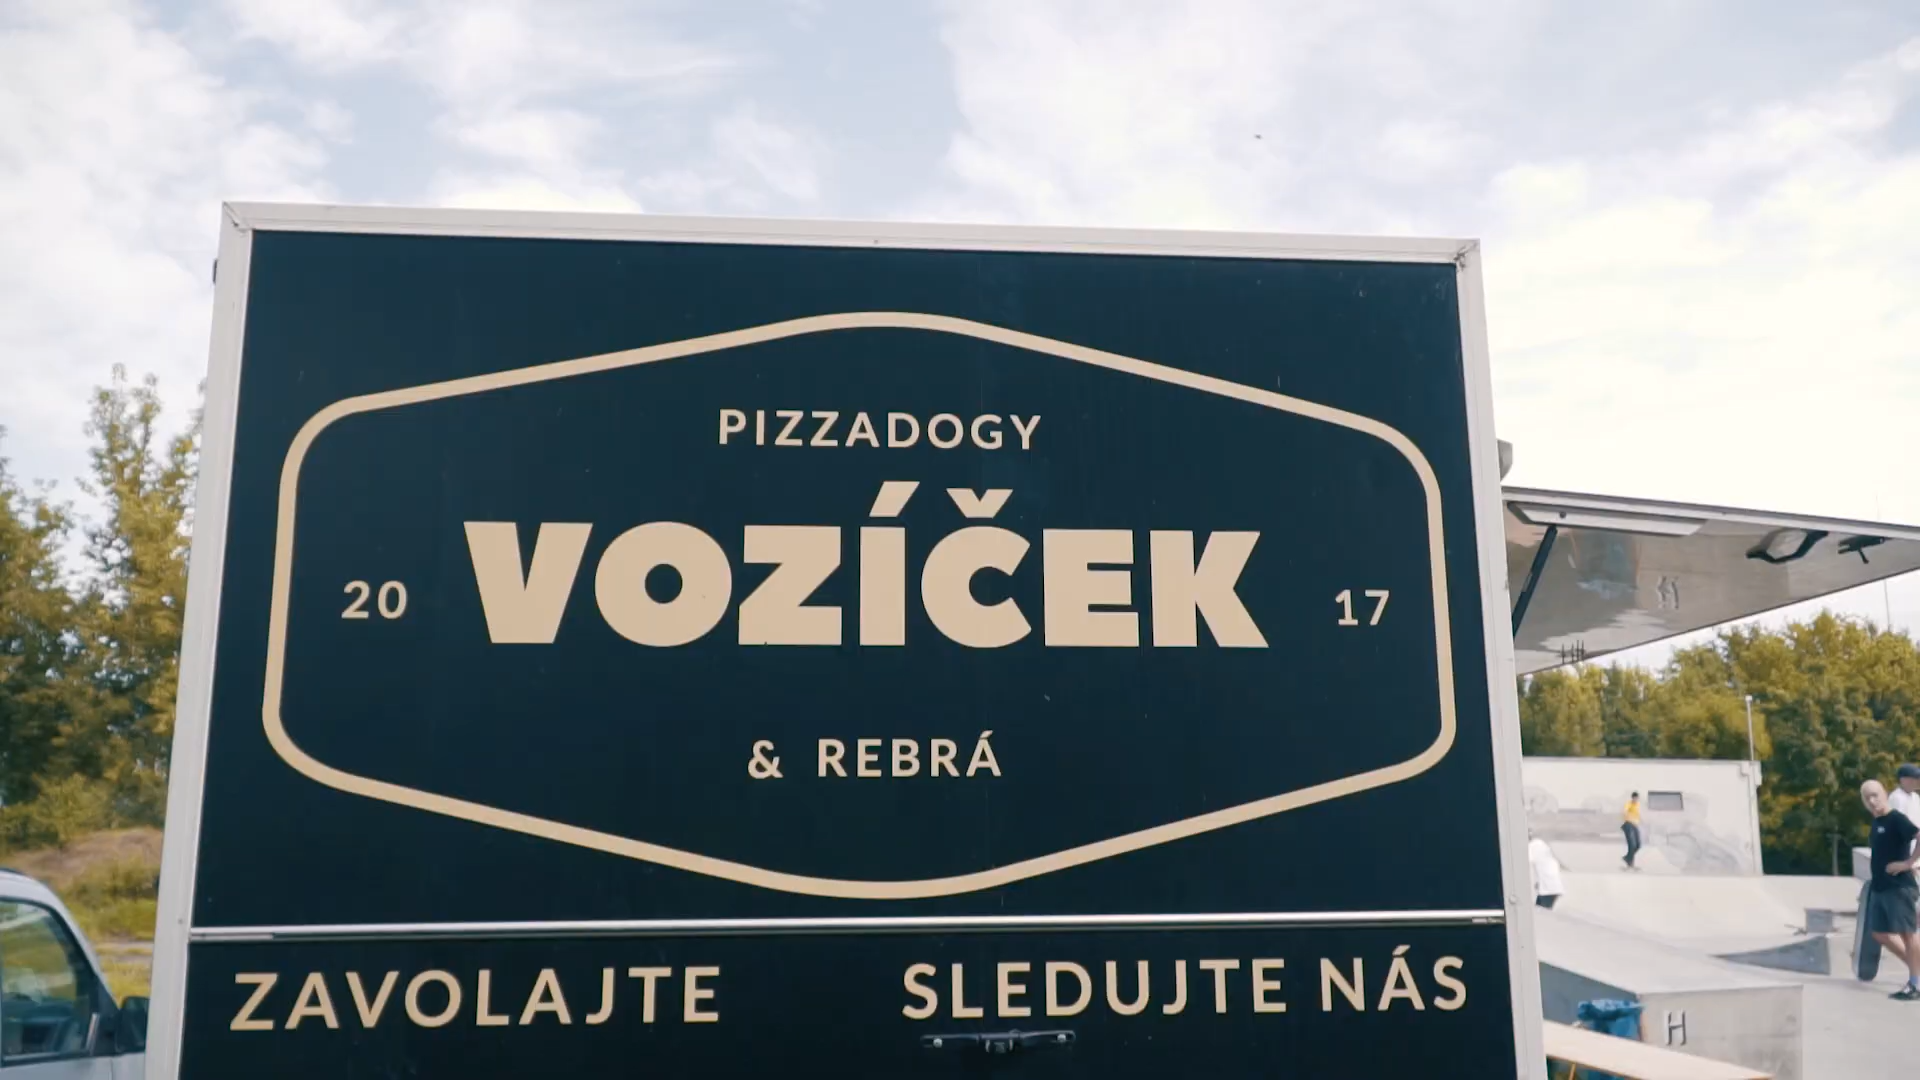 PIZZADOGY
VOZÍČEK
20 17
& REBRÁ
ZAVOLAJTE SLEDUJTE NÁS